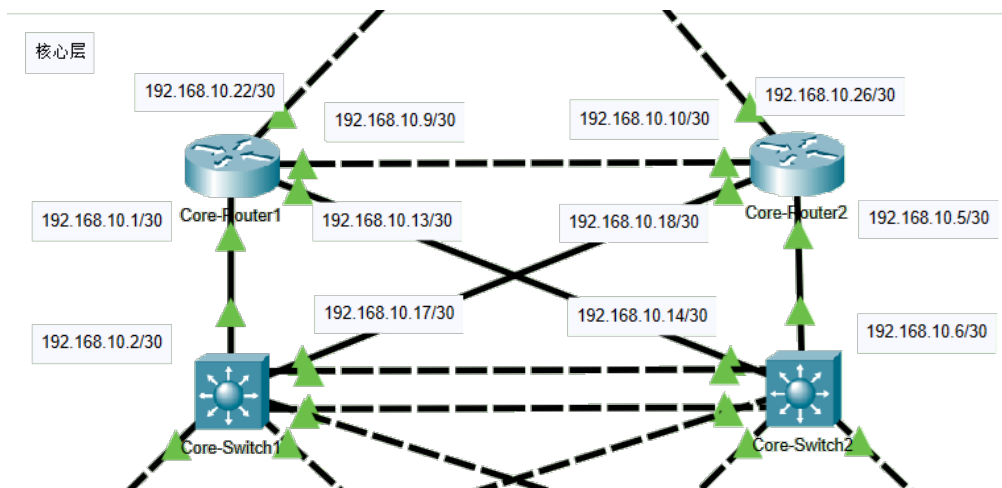 核心层
192.168.10.22/30
192.168.10.26/30
192.168.10.9/30
192.168.10.10/30
Core-Router1
Core-Router2
192.168.10.1/30
192.168.10.13/30
192.168.10.18/30
192.168.10.5/30
192.168.10.17/30
192.168.10.14/30
192.168.10.2/30
192.168.10.6/30
Core-Switch1
Core-Switch2